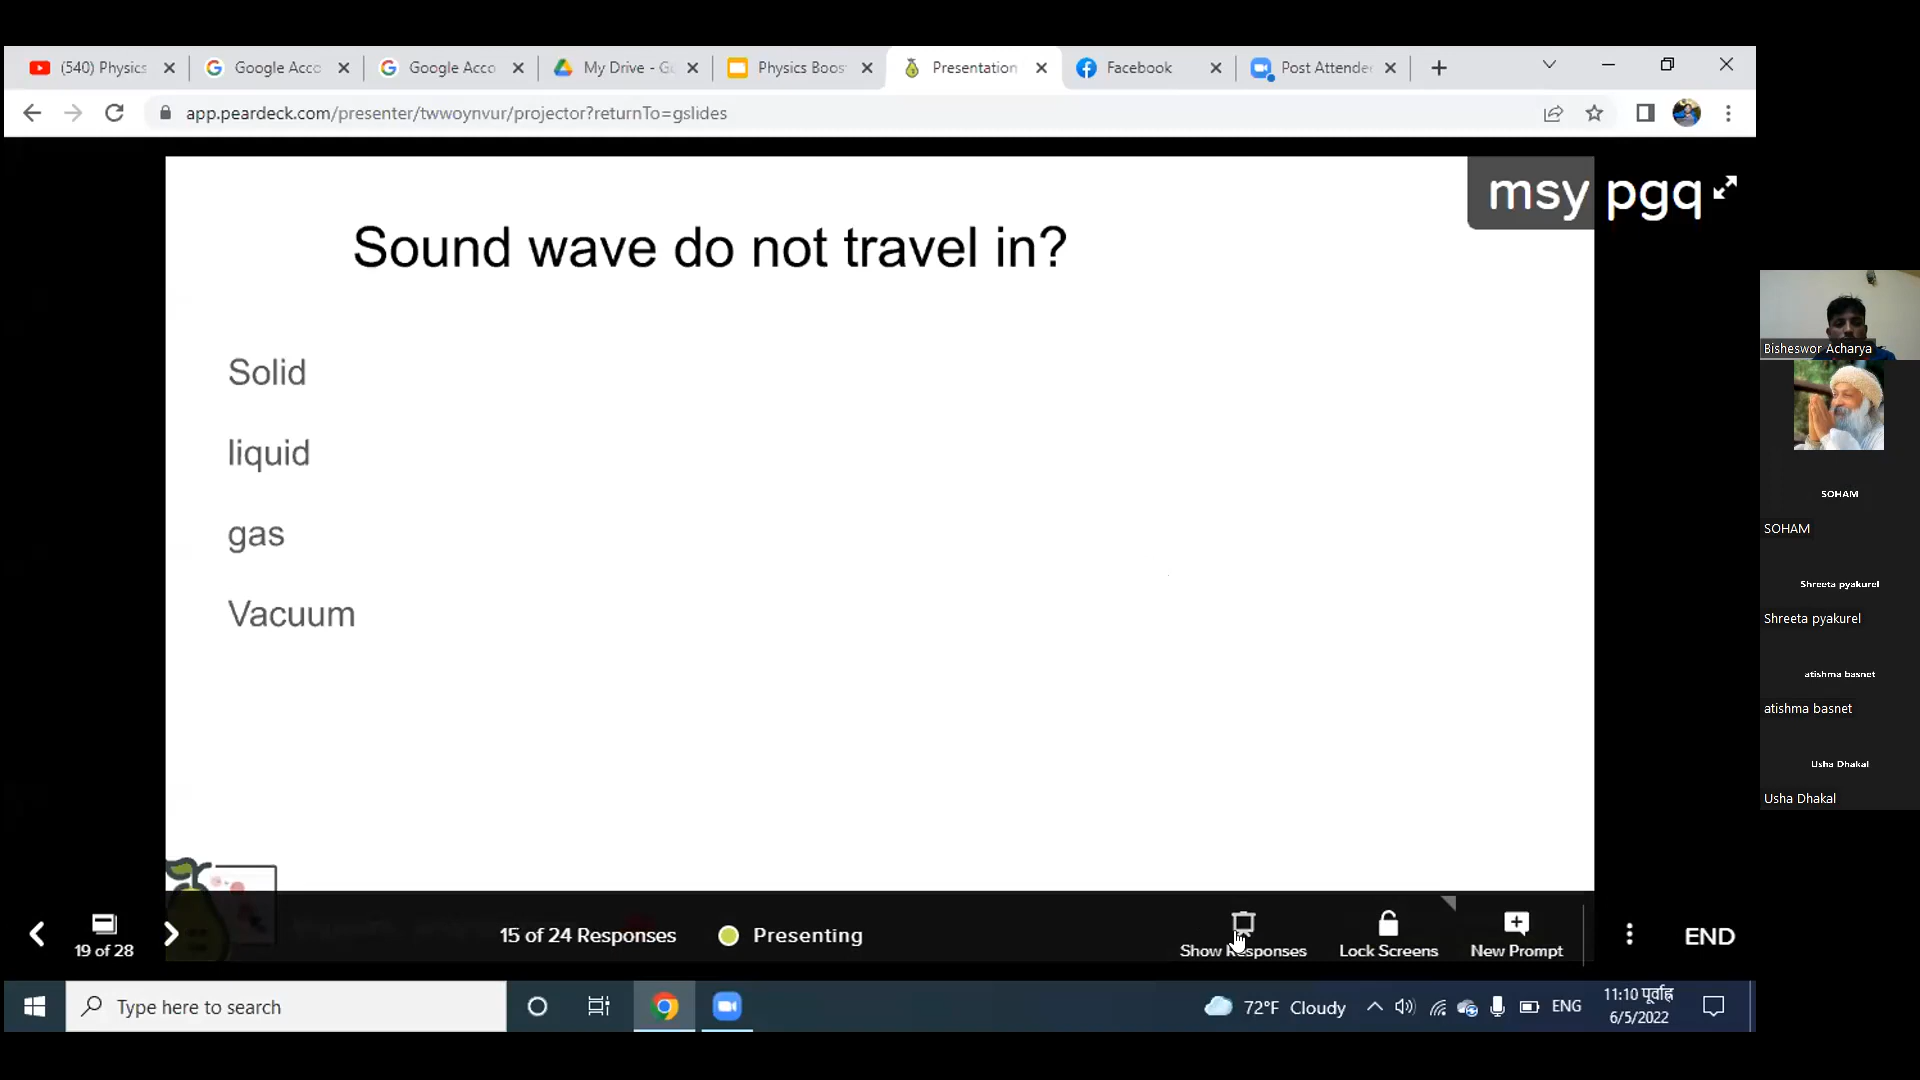 (540) Physics
Google Acco
Google Acco
My Drive - Go
Physics Boos
Presentation
Facebook
Post Attende
app.peardeck.com/presenter/twwoynvur/projector?returnTo=gslides
msy pgq
Sound wave do not travel in?
Solid
liquid
gas
Vacuum
Bisheswor Acharya
SOHAM
SOHAM
Shreeta pyakurel
Shreeta pyakurel
atishma basnet
atishma basnet
Usha Dhakal
Usha Dhakal
19 of 28
15 of 24 Responses
Presenting
Show Responses
Lock Screens
New Prompt
END
Type here to search
72°F Cloudy
ENG
11:10 पूर्वाह्न
6/5/2022